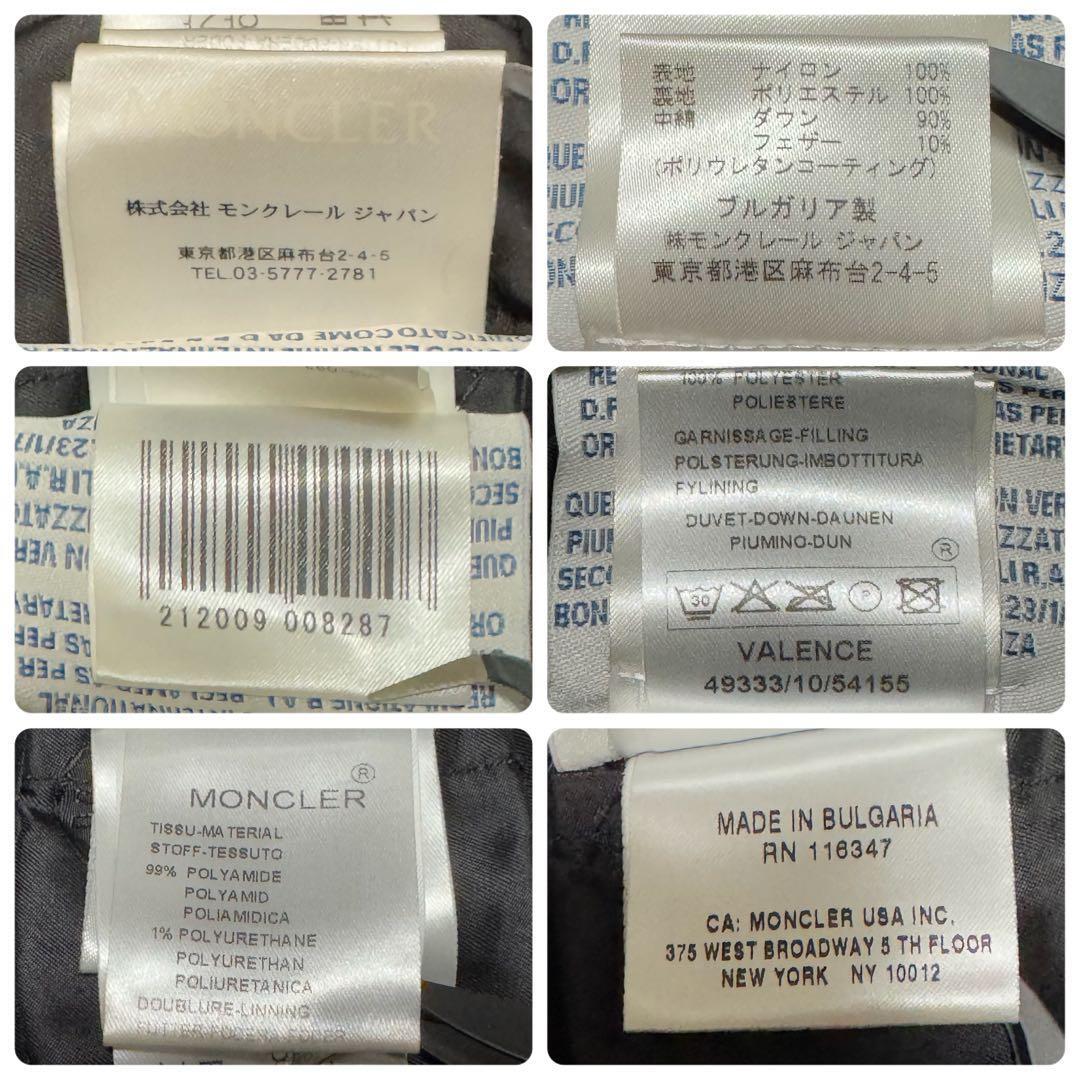 MONCLER
株式会社 モンクレール ジャパン
東京都港区麻布台2-4-5
TEL.03-5777-2781
表地 ナイロン 100%
裏地 ポリエステル 100%
中綿 ダウン 90%
フェザー 10%
(ポリウレタンコーティング)
ブルガリア製
㈱モンクレール ジャパン
東京都港区麻布台2-4-5
212009 008287
100% POLYESTER
POLIESTERE
GARNISSAGE-FILLING
POLSTERUNG-IMBOTTITURA
FYLINING
DUVET-DOWN-DAUNEN
PIUMINO-DUN
®
30 P
VALENCE
49333/10/54155
MONCLER®
TISSU-MATERIAL
STOFF-TESSUTO
99% POLYAMIDE
POLYAMID
POLIAMIDICA
1% POLYURETHANE
POLYURETHAN
POLIURETANICA
DOUBLURE-LINNING
MADE IN BULGARIA
RN 116347
CA: MONCLER USA INC.
375 WEST BROADWAY 5 TH FLOOR
NEW YORK NY 10012